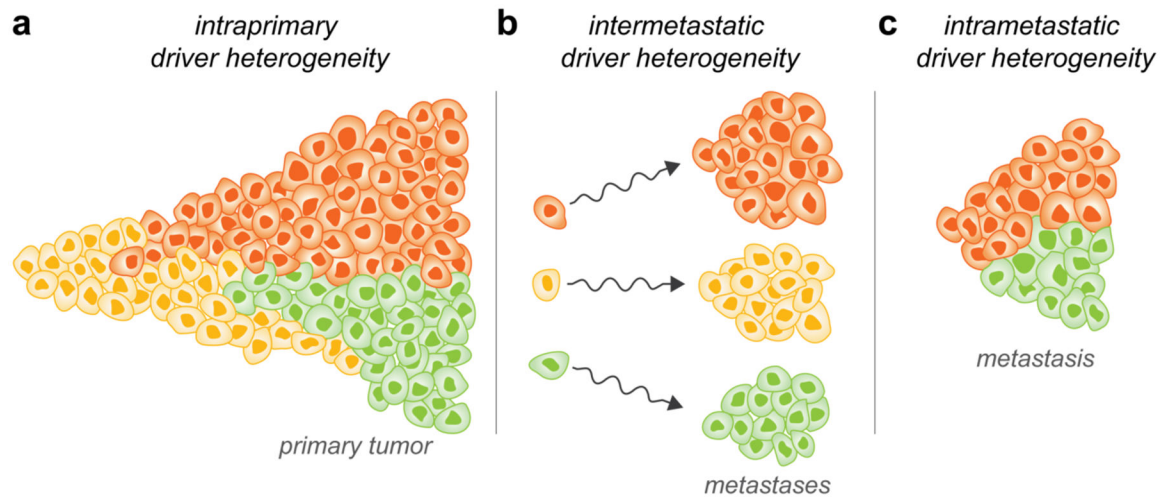 a
intraprimary
driver heterogeneity
primary tumor
b
intermetastatic
driver heterogeneity
metastases
c
intrametastatic
driver heterogeneity
metastasis